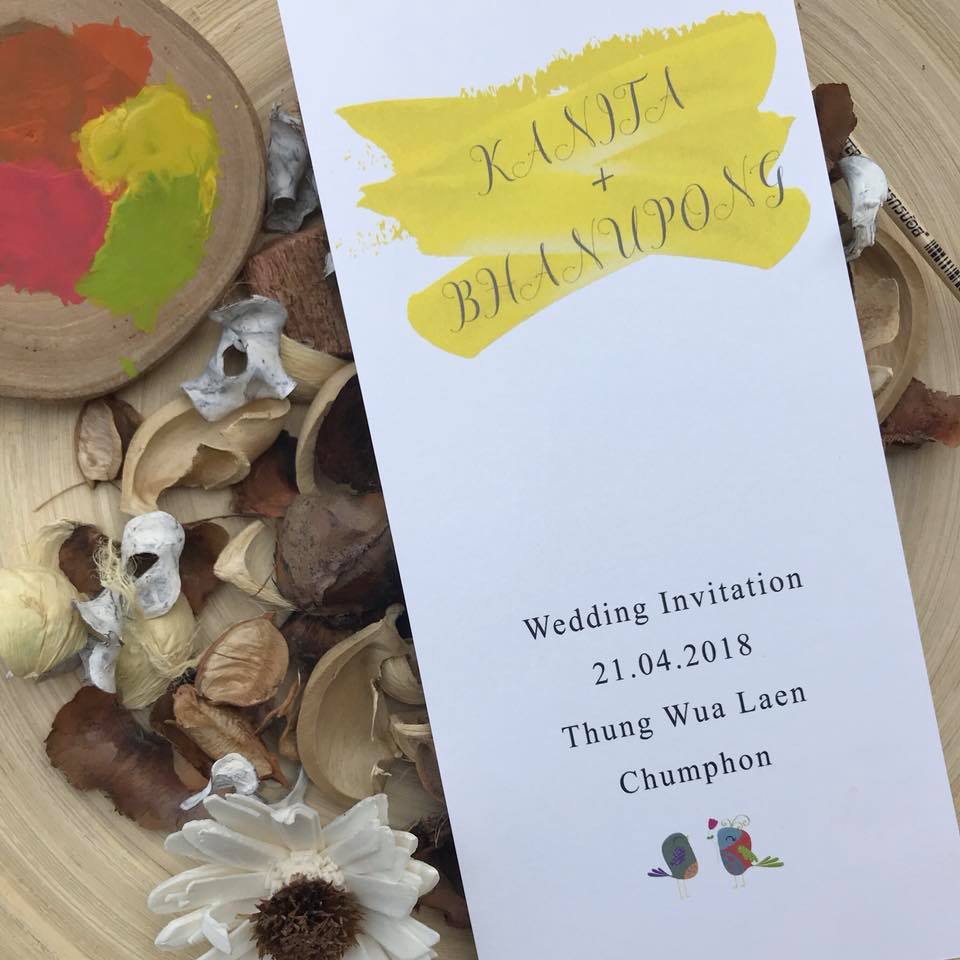 KANITA
+
BHANUPONG
Wedding Invitation
21.04.2018
Thung Wua Laen
Chumphon